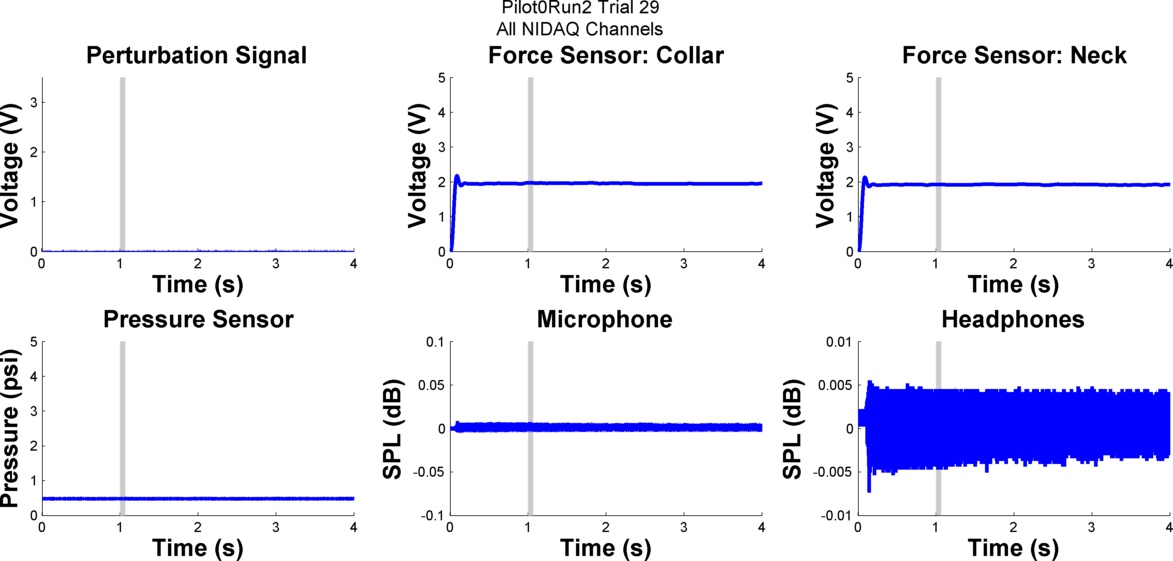 Pilot0Run2 Trial 29
All NIDAQ Channels
Perturbation Signal
Voltage (V)
3
2
1
0
0 1 2 3 4
Time (s)
Force Sensor: Collar
Voltage (V)
5
4
3
2
1
0
0 1 2 3 4
Time (s)
Force Sensor: Neck
Voltage (V)
5
4
3
2
1
0
0 1 2 3 4
Time (s)
Pressure Sensor
Pressure (psi)
5
4
3
2
1
0
0 1 2 3 4
Time (s)
Microphone
SPL (dB)
0.1
0.05
0
-0.05
-0.1
0 1 2 3 4
Time (s)
Headphones
SPL (dB)
0.01
0.005
0
-0.005
-0.01
0 1 2 3 4
Time (s)